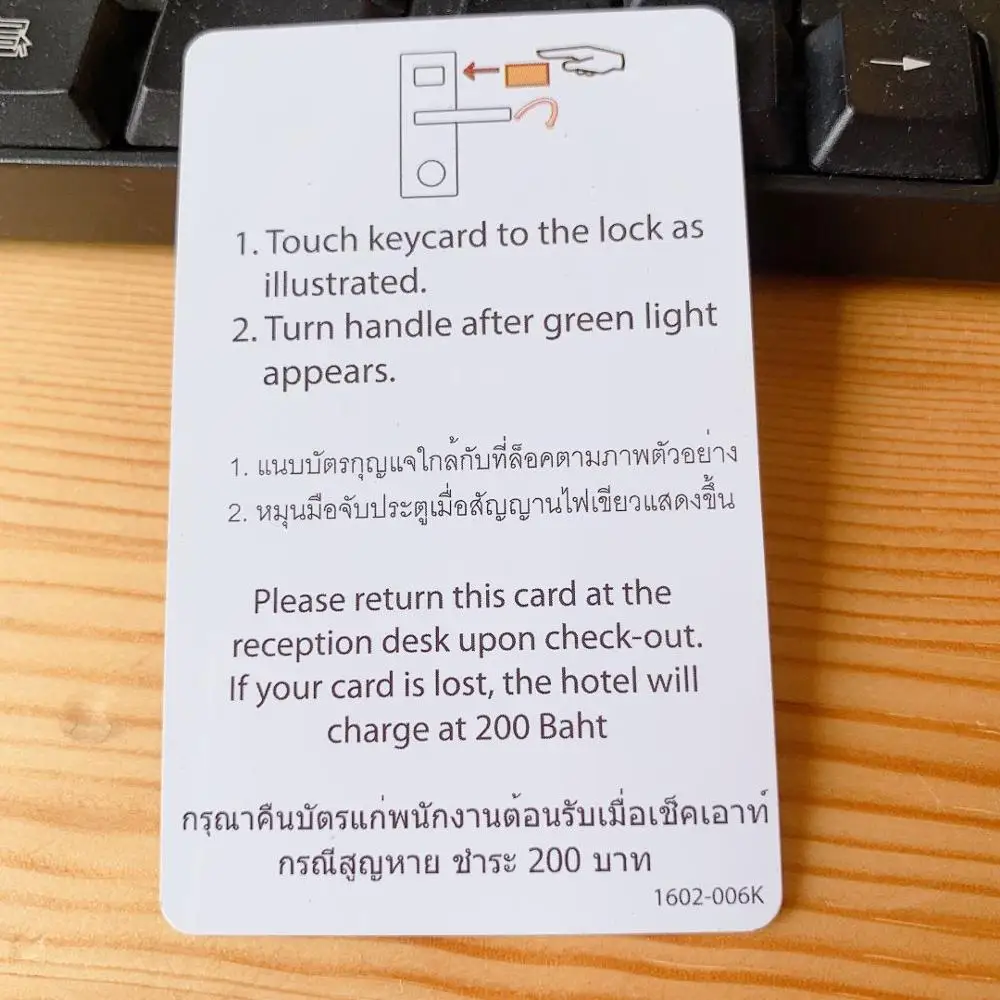 1. Touch keycard to the lock as
illustrated.
2. Turn handle after green light
appears.
1. แนบบัตรกุญแจใกล้กับที่ล็อคตามภาพตัวอย่าง
2. หมุนมือจับประตูเมื่อสัญญานไฟเขียวแสดงขึ้น
Please return this card at the
reception desk upon check-out.
If your card is lost, the hotel will
charge at 200 Baht
กรุณาคืนบัตรแก่พนักงานต้อนรับเมื่อเช็คเอาท์
กรณีสูญหาย ชำระ 200 บาท
1602-006K